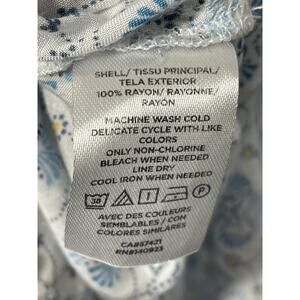 SHELL/ TISSU PRINCIPAL/
TELA EXTERIOR
100% RAYON/ RAYONNE/
RAYÓN
MACHINE WASH COLD
DELICATE CYCLE WITH LIKE
COLORS
ONLY NON-CHLORINE
BLEACH WHEN NEEDED
LINE DRY
COOL IRON WHEN NEEDED
30 P
AVEC DES COULEURS
SEMBLABLES / CON
COLORES SIMILARES
CA#57421
RN#140923